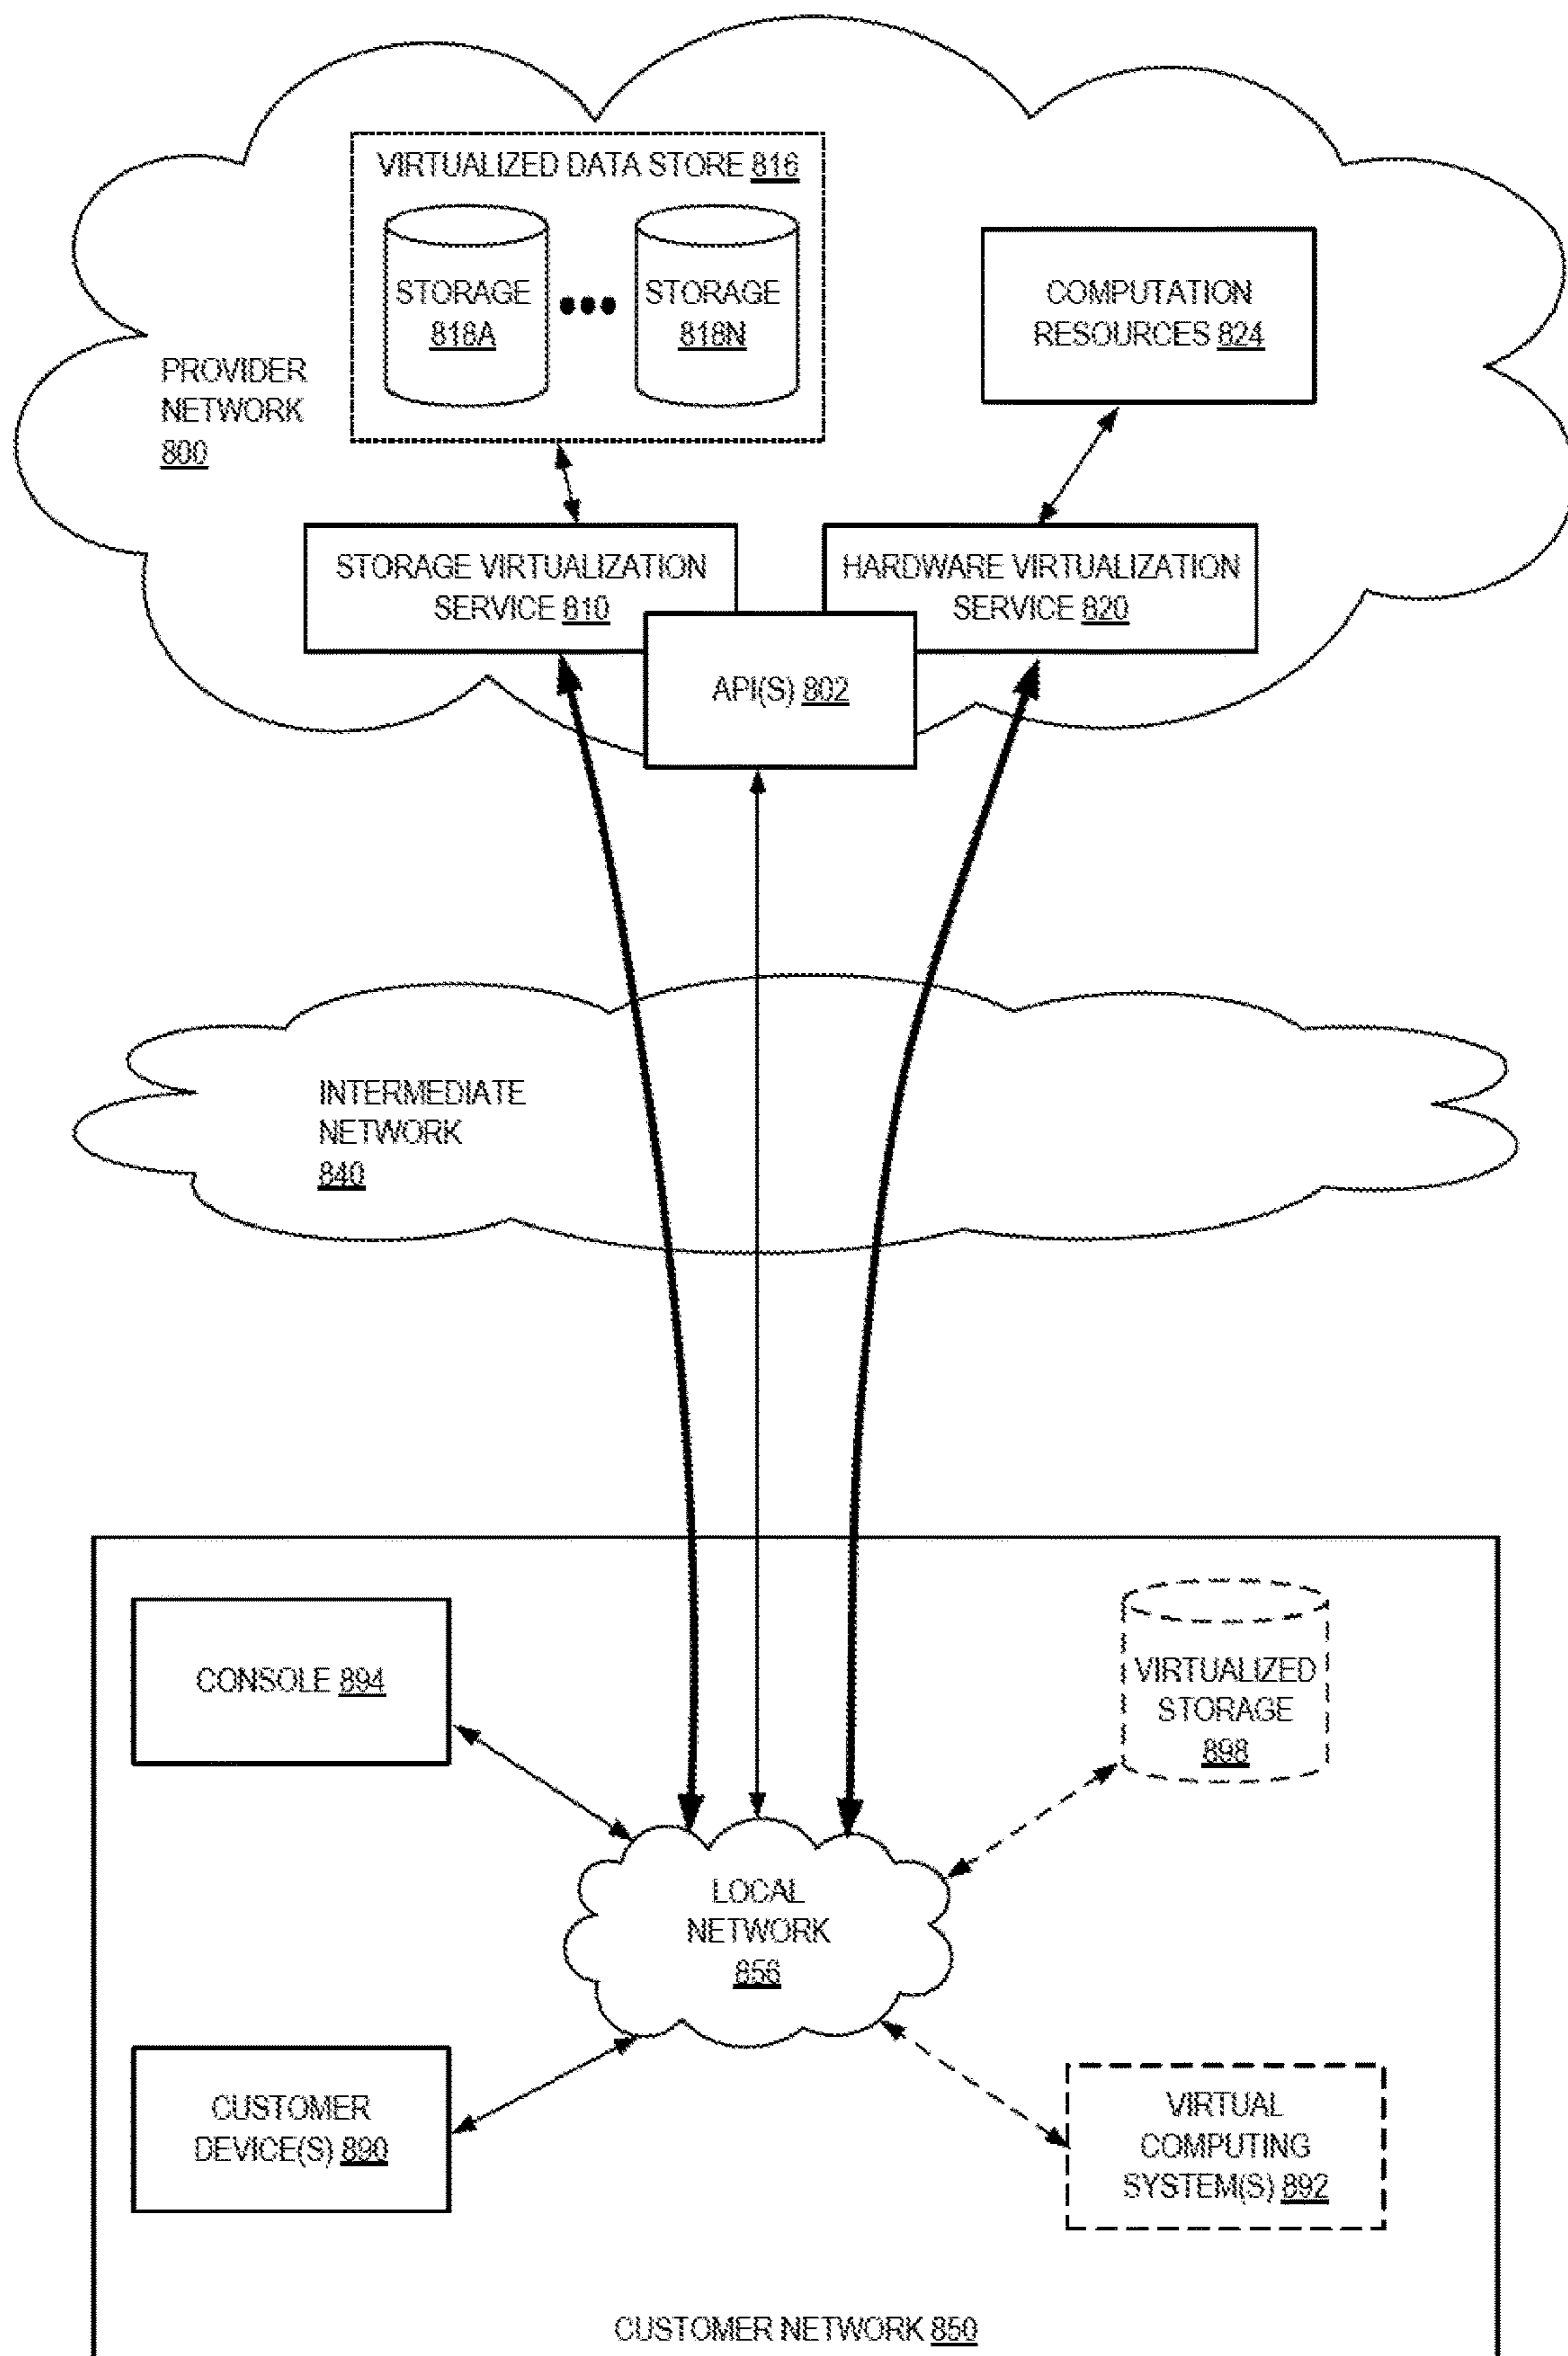 VIRTUALIZED DATA STORE 816
STORAGE
818A
STORAGE
818N
COMPUTATION
RESOURCES 824
PROVIDER
NETWORK
800
STORAGE VIRTUALIZATION
SERVICE 810
HARDWARE VIRTUALIZATION
SERVICE 820
API(S) 802
INTERMEDIATE
NETWORK
840
CONSOLE 894
VIRTUALIZED
STORAGE
898
LOCAL
NETWORK
856
CUSTOMER
DEVICE(S) 890
VIRTUAL
COMPUTING
SYSTEM(S) 892
CUSTOMER NETWORK 850